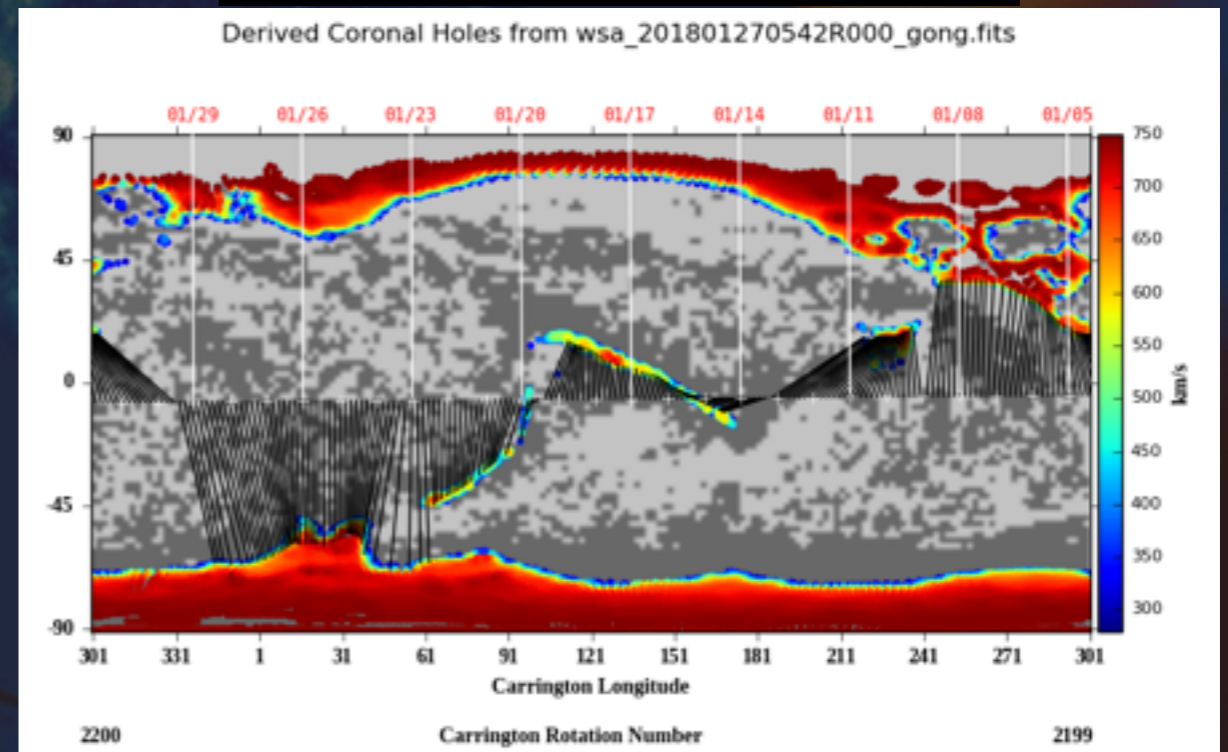 Derived Coronal Holes from wsa_201801270542R000_gong.fits
01/29 01/26 01/23 01/20 01/17 01/14 01/11 01/08 01/05
90
45
0
-45
-90
750
700
650
600
550
500
450
400
350
300
km/s
301 331 1 31 61 91 121 151 181 211 241 271 301
Carrington Longitude
2200 Carrington Rotation Number 2199